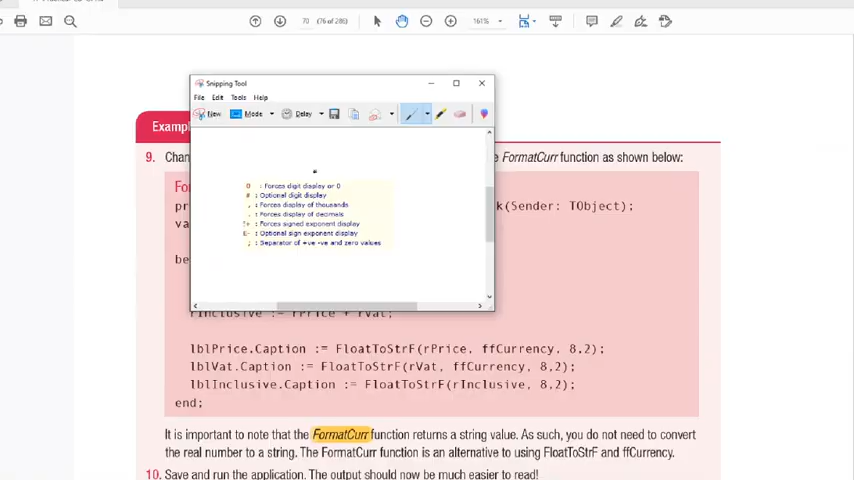 70 (76 of 286)
161%
Snipping Tool
File Edit Tools Help
New Mode Delay
0 : Forces digit display or 0
# : Optional digit display
, : Forces display of thousands
. : Forces display of decimals
: Forces signed exponent display
E- : Optional sign exponent display
; : Separator of +ve -ve and zero values
Examp
9. Chan
e FormatCurr function as shown below:
For
pr
k(Sender: TObject);
va
be
rInclusive := rPrice + rVat;
lblPrice.Caption := FloatToStrF(rPrice, ffCurrency, 8,2);
lblVat.Caption := FloatToStrF(rVat, ffCurrency, 8,2);
lblInclusive.Caption := FloatToStrF(rInclusive, 8,2);
end;
It is important to note that the FormatCurr function returns a string value. As such, you do not need to convert
the real number to a string. The FormatCurr function is an alternative to using FloatToStrF and ffCurrency.
10. Save and run the application. The output should now be much easier to read!